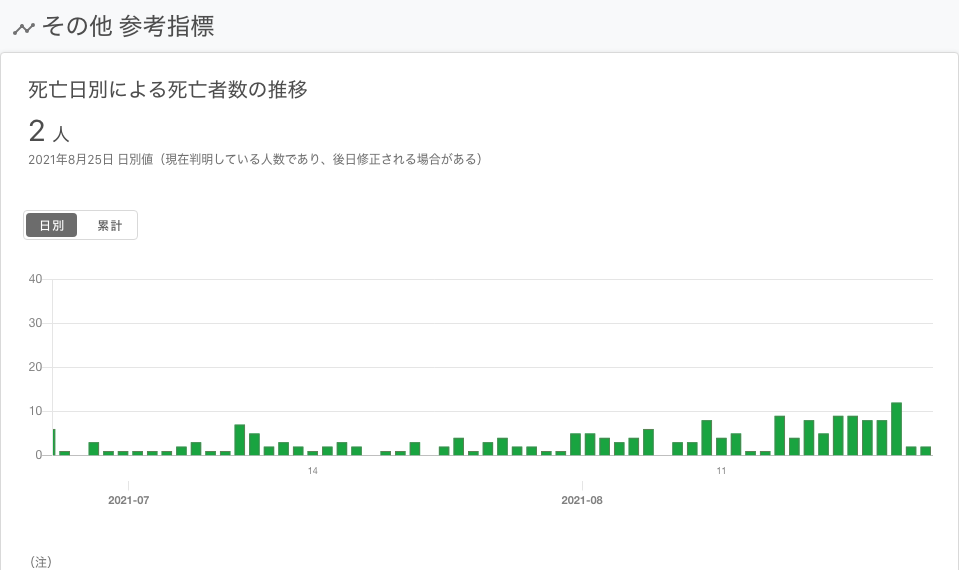 その他 参考指標
死亡日別による死亡者数の推移
2 人
2021年8月25日 日別値（現在判明している人数であり、後日修正される場合がある）
日別 累計
40
30
20
10
0
14 11
2021-07 2021-08
（注）